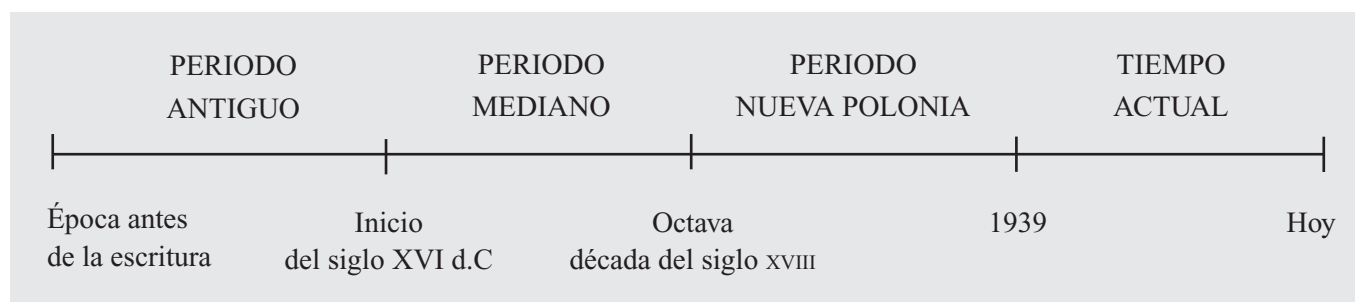 PERIODO
ANTIGUO
PERIODO
MEDIANO
PERIODO
NUEVA POLONIA
TIEMPO
ACTUAL
Época antes
de la escritura
Inicio
del siglo XVI d.C
Octava
década del siglo XVIII
1939
Hoy